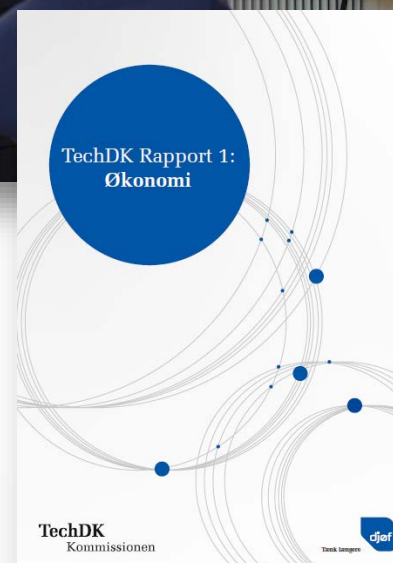 TechDK Rapport 1:
Økonomi
TechDK
Kommissionen
Tænk længere
djøf